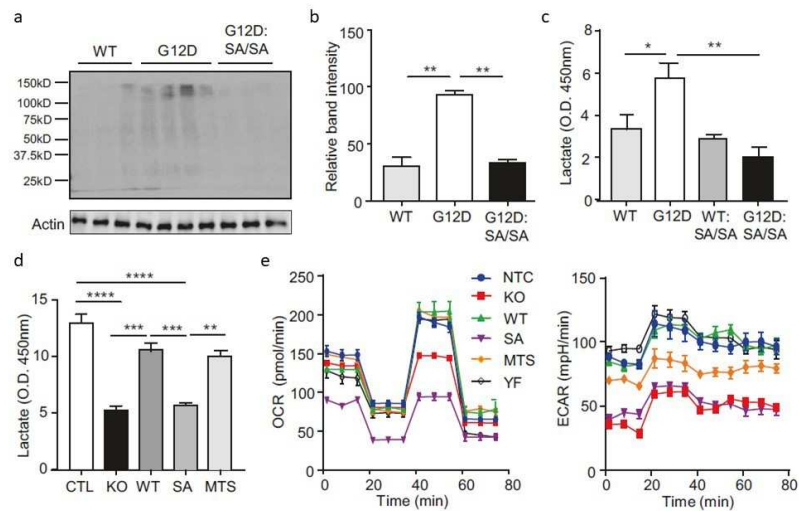 a
WT G12D G12D:
SA/SA
150kD
100kD
75kD
50kD
37.5kD
25kD
Actin
b
Relative band intensity
150
100
50
0
** **
WT G12D G12D:
SA/SA
c
Lactate (O.D. 450nm)
8
6
4
2
0
* **
WT G12D WT: G12D:
SA/SA SA/SA
d
Lactate (O.D. 450nm)
15
10
5
0
****
****
*** *** **
CTL KO WT SA MTS
e
OCR (pmol/min)
250
200
150
100
50
0
0 20 40 60 80
Time (min)
NTC
KO
WT
SA
MTS
YF
ECAR (mpH/min)
150
100
50
0
0 20 40 60 80
Time (min)